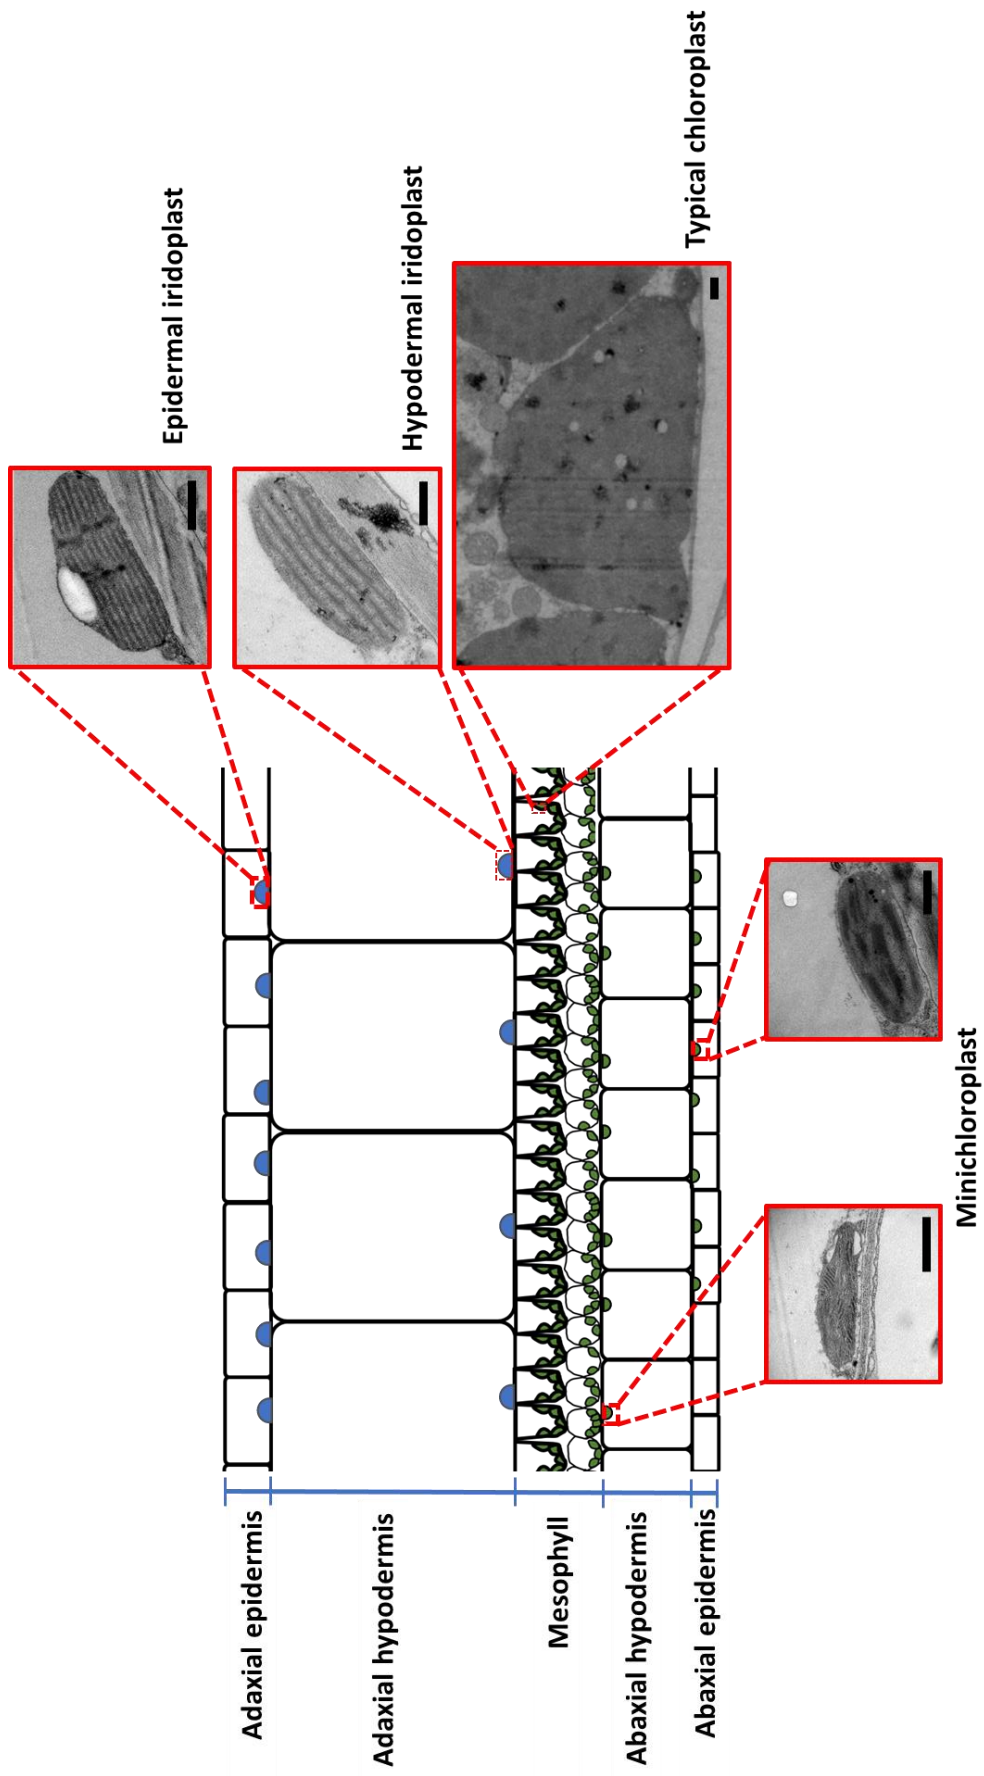 Epidermal iridoplast
Hypodermal iridoplast
Typical chloroplast
Adaxial epidermis
Adaxial hypodermis
Mesophyll
Abaxial hypodermis
Abaxial epidermis
Minichloroplast